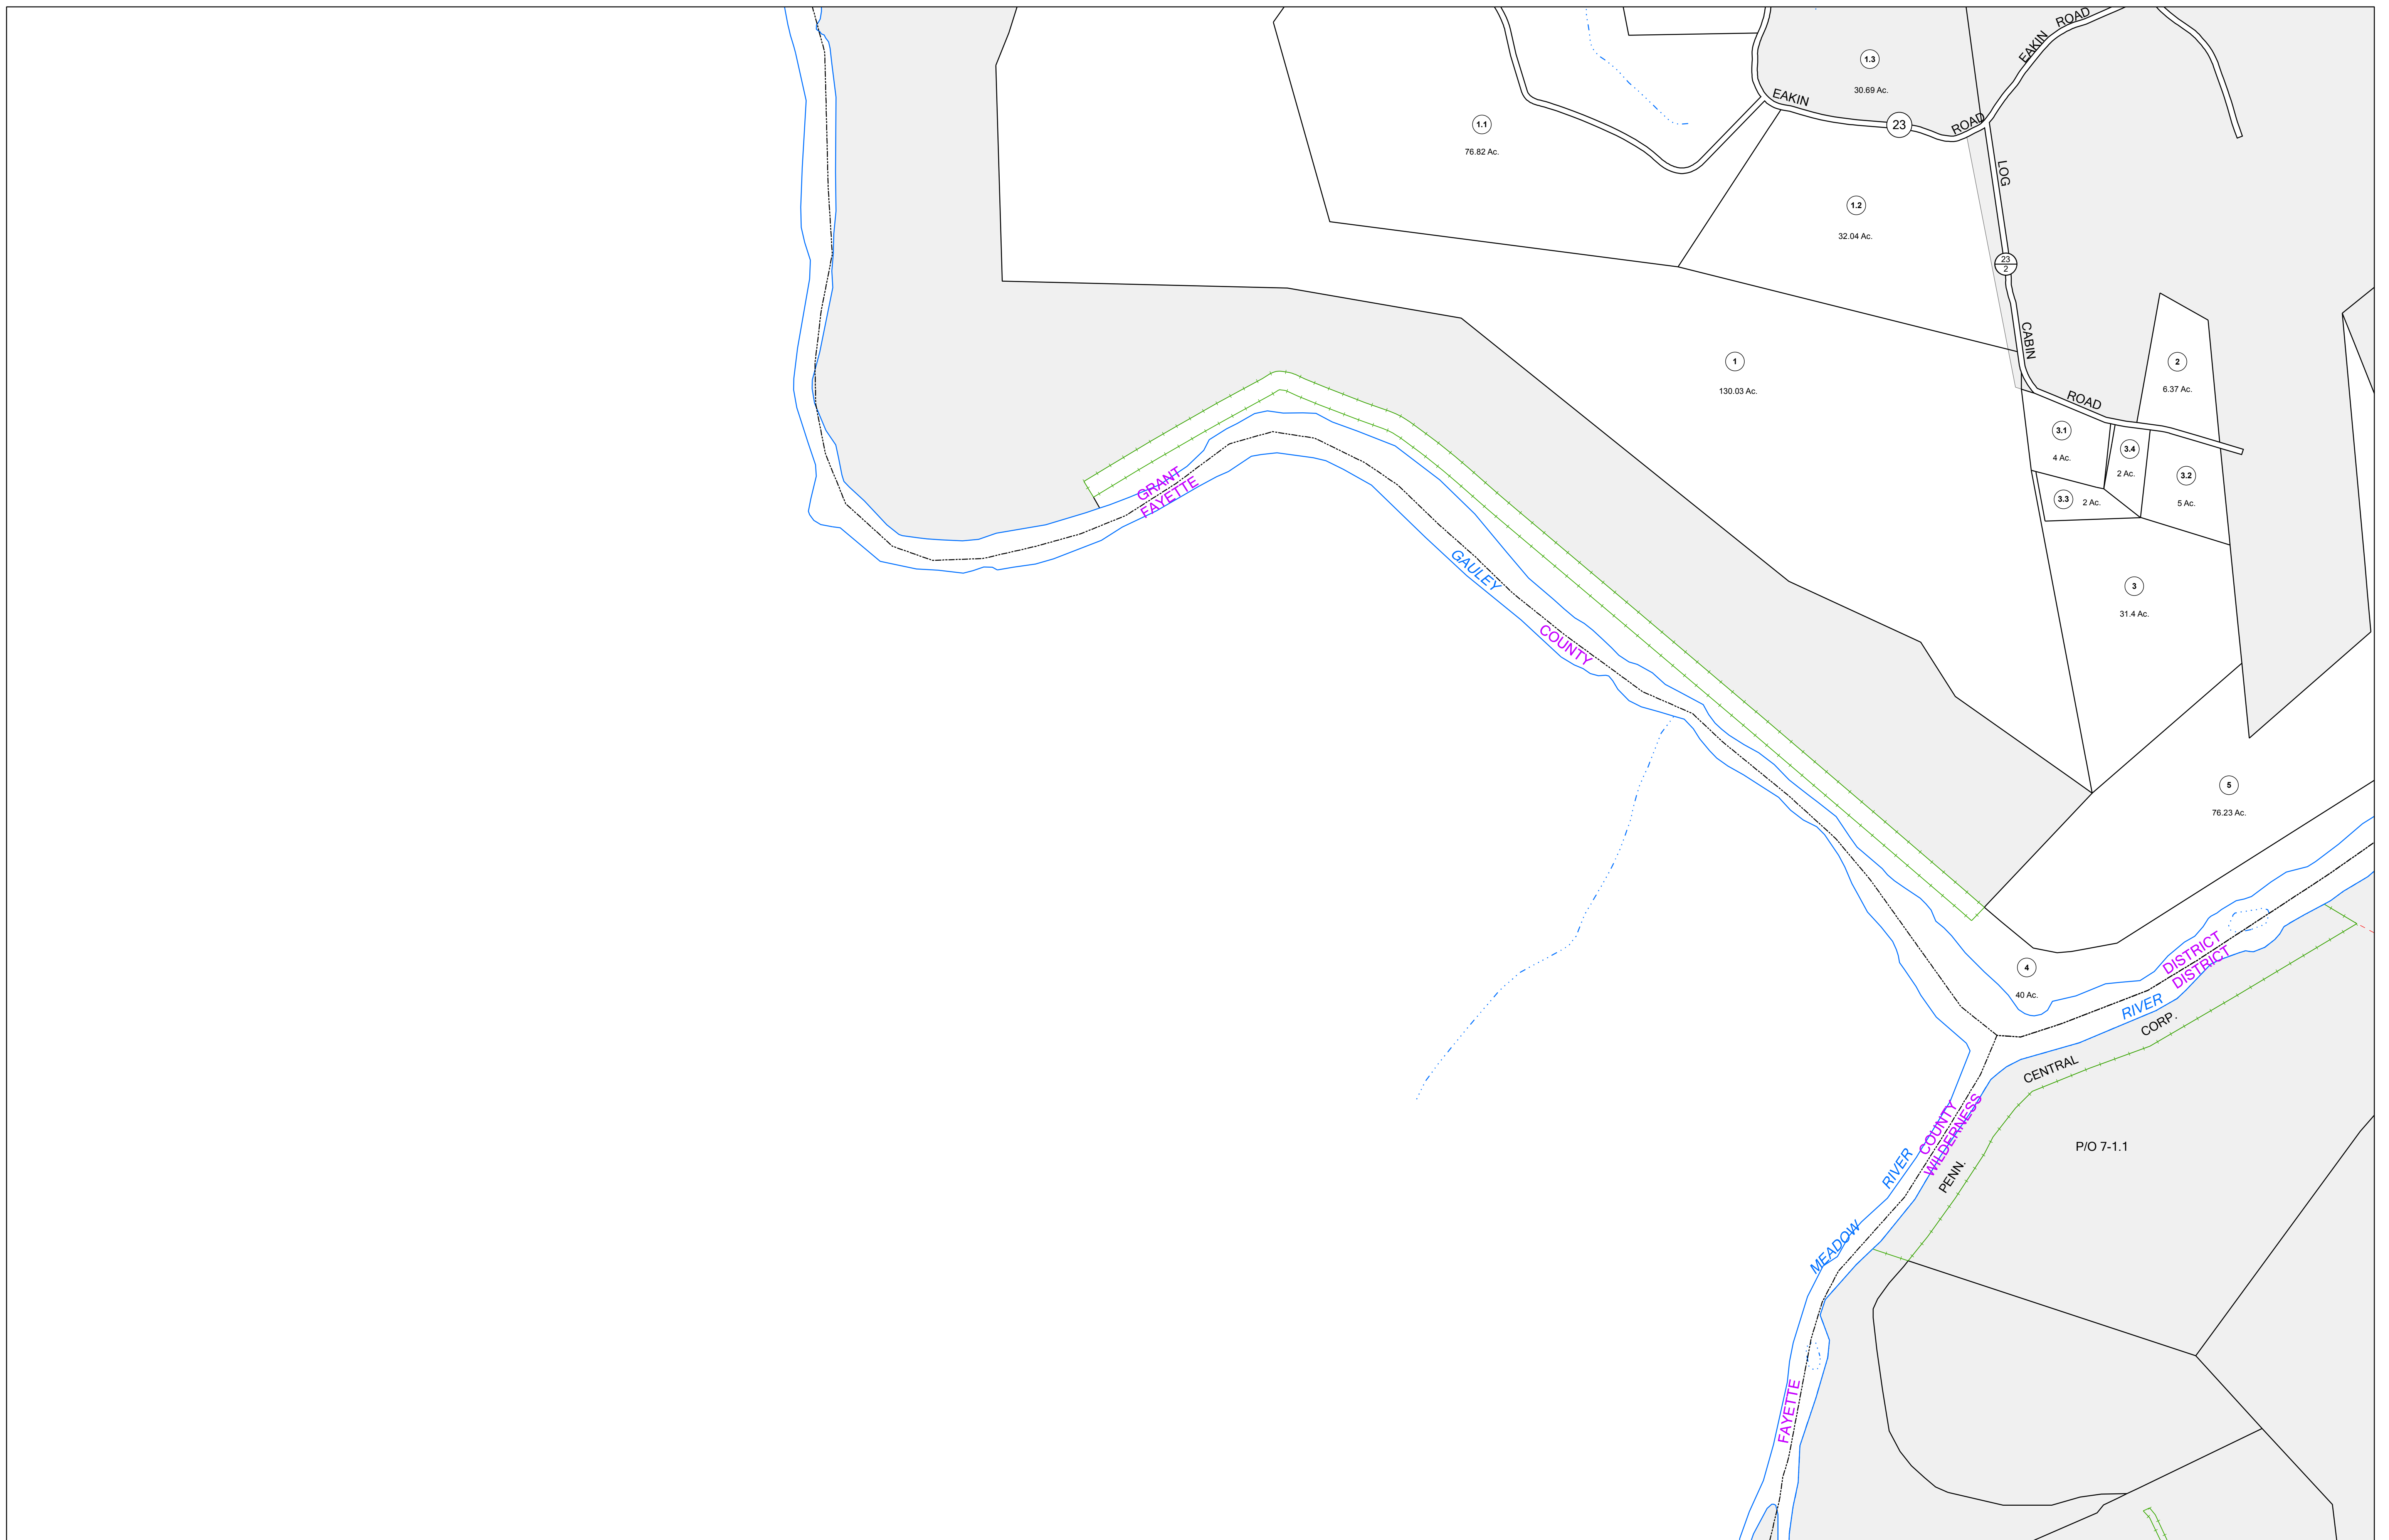 EAKIN ROAD
1.3
30.69 Ac.
EAKIN
23
ROAD
1.1
76.82 Ac.
LOG
1.2
32.04 Ac.
23
2
CABIN
1
130.03 Ac.
2
6.37 Ac.
ROAD
3.1
4 Ac.
3.4
2 Ac.
3.2
5 Ac.
3.3
2 Ac.
GRANT
FAYETTE
GAULEY
3
31.4 Ac.
COUNTY
5
76.23 Ac.
DISTRICT
DISTRICT
4
40 Ac.
RIVER
CORP.
CENTRAL
COUNTY
WILDERNESS
P/O 7-1.1
RIVER
PENN.
MEADOW
FAYETTE